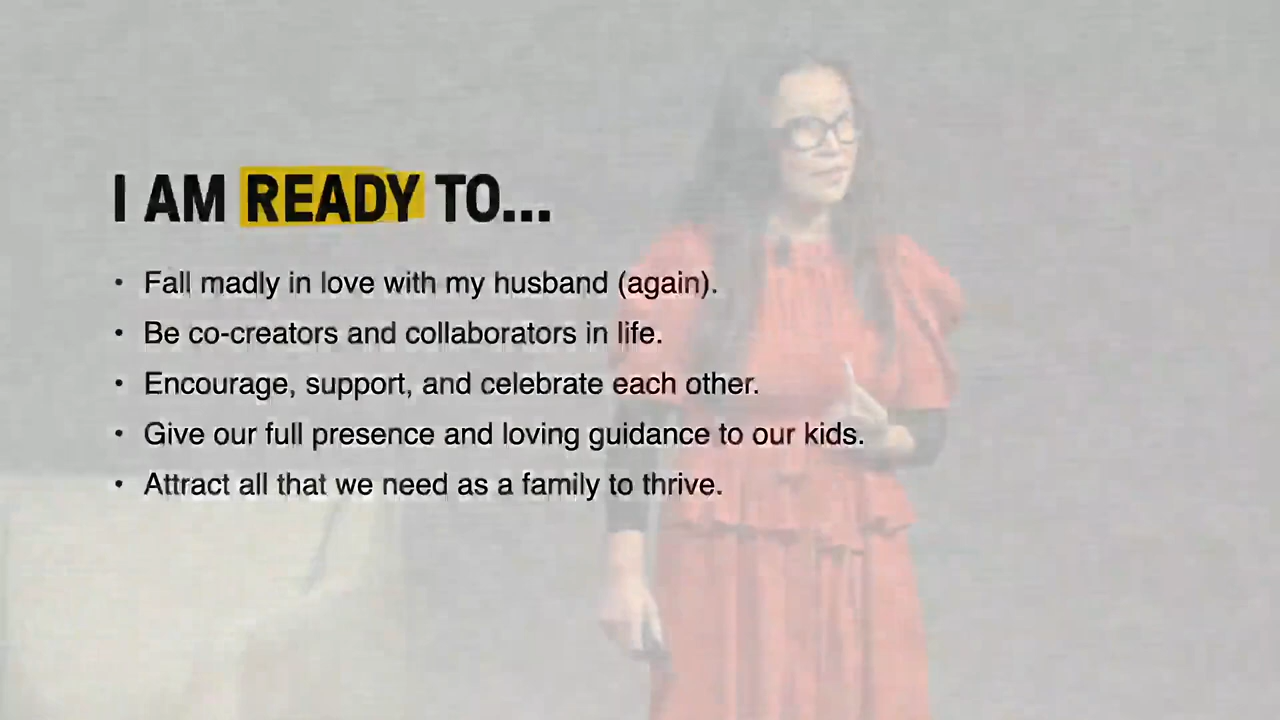 I AM READY TO...
• Fall madly in love with my husband (again).
• Be co-creators and collaborators in life.
• Encourage, support, and celebrate each other.
• Give our full presence and loving guidance to our kids.
• Attract all that we need as a family to thrive.